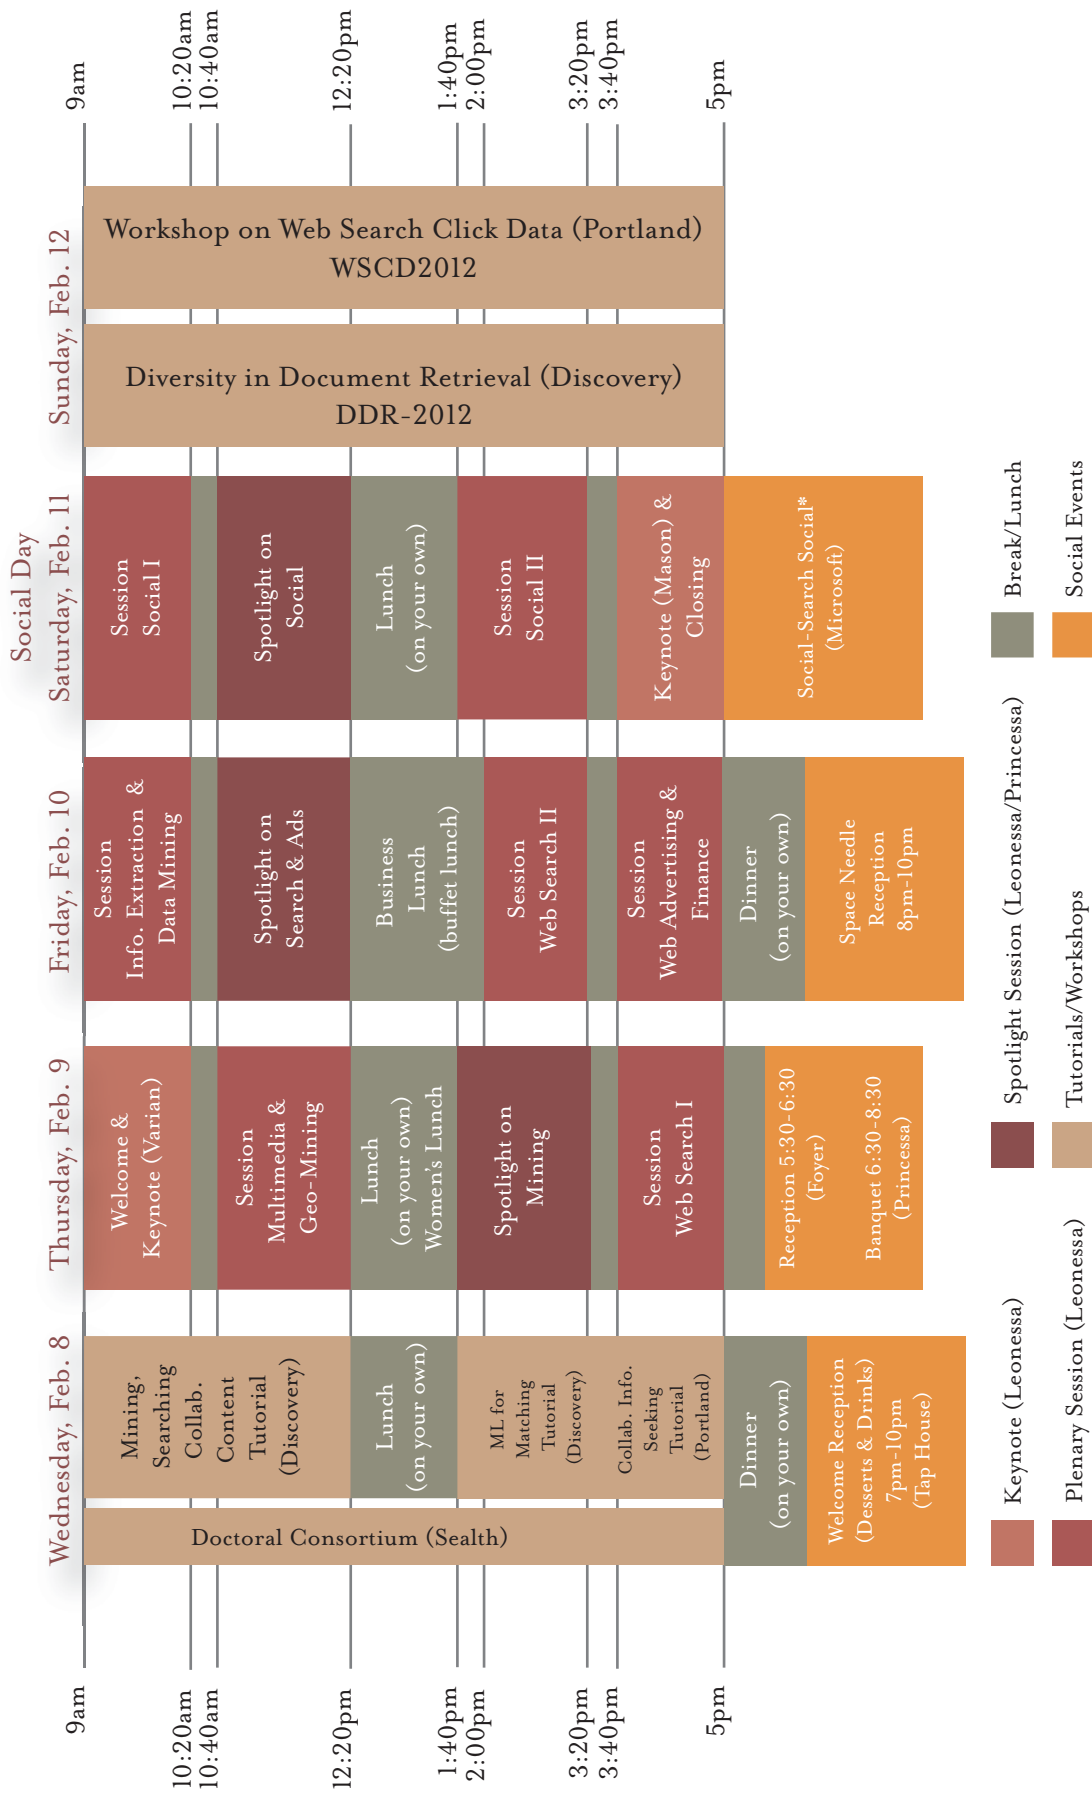 Social Day
Wednesday, Feb. 8
Thursday, Feb. 9
Friday, Feb. 10
Saturday, Feb. 11
Sunday, Feb. 12
9am
10:20am
10:40am
12:20pm
1:40pm
2:00pm
3:20pm
3:40pm
5pm
Doctoral Consortium (Sealth)
Mining,
Searching
Collab.
Content
Tutorial
(Discovery)
Lunch
(on your own)
ML for
Matching
Tutorial
(Discovery)
Collab. Info.
Seeking
Tutorial
(Portland)
Dinner
(on your own)
Welcome Reception
(Desserts & Drinks)
7pm-10pm
(Tap House)
Welcome &
Keynote (Varian)
Session
Multimedia &
Geo-Mining
Lunch
(on your own)
Women's Lunch
Spotlight on
Mining
Session
Web Search I
Reception 5:30-6:30
(Foyer)
Banquet 6:30-8:30
(Princessa)
Session
Info. Extraction &
Data Mining
Spotlight on
Search & Ads
Business
Lunch
(buffet lunch)
Session
Web Search II
Session
Web Advertising &
Finance
Dinner
(on your own)
Space Needle
Reception
8pm-10pm
Session
Social I
Spotlight on
Social
Lunch
(on your own)
Session
Social II
Keynote (Mason) &
Closing
Social-Search Social*
(Microsoft)
Diversity in Document Retrieval (Discovery)
DDR-2012
Workshop on Web Search Click Data (Portland)
WSCD2012
9am
10:20am
10:40am
12:20pm
1:40pm
2:00pm
3:20pm
3:40pm
5pm
Keynote (Leonessa)
Spotlight Session (Leonessa/Princessa)
Break/Lunch
Plenary Session (Leonessa)
Tutorials/Workshops
Social Events